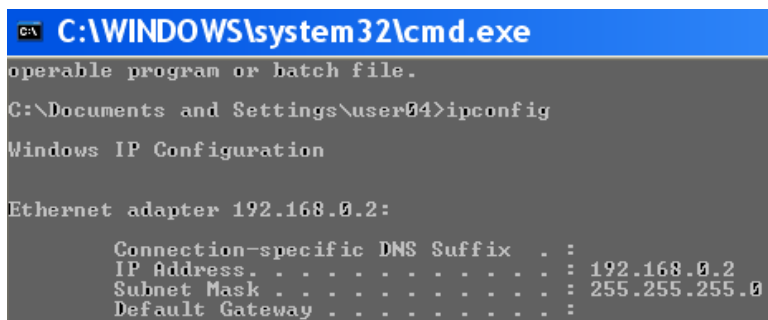 C:\WINDOWS\system32\cmd.exe
operable program or batch file.
C:\Documents and Settings\user04>ipconfig
Windows IP Configuration
Ethernet adapter 192.168.0.2:
Connection-specific DNS Suffix . :
IP Address. . . . . . . . . . . . : 192.168.0.2
Subnet Mask . . . . . . . . . . . : 255.255.255.0
Default Gateway . . . . . . . . . :